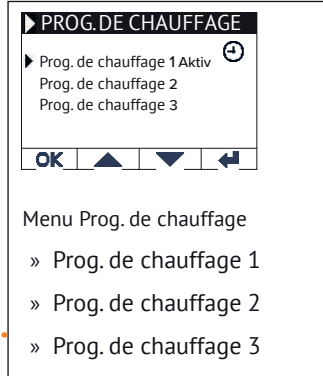 PROG. DE CHAUFFAGE
Prog. de chauffage 1 Aktiv
Prog. de chauffage 2
Prog. de chauffage 3
OK
Menu Prog. de chauffage
» Prog. de chauffage 1
» Prog. de chauffage 2
» Prog. de chauffage 3